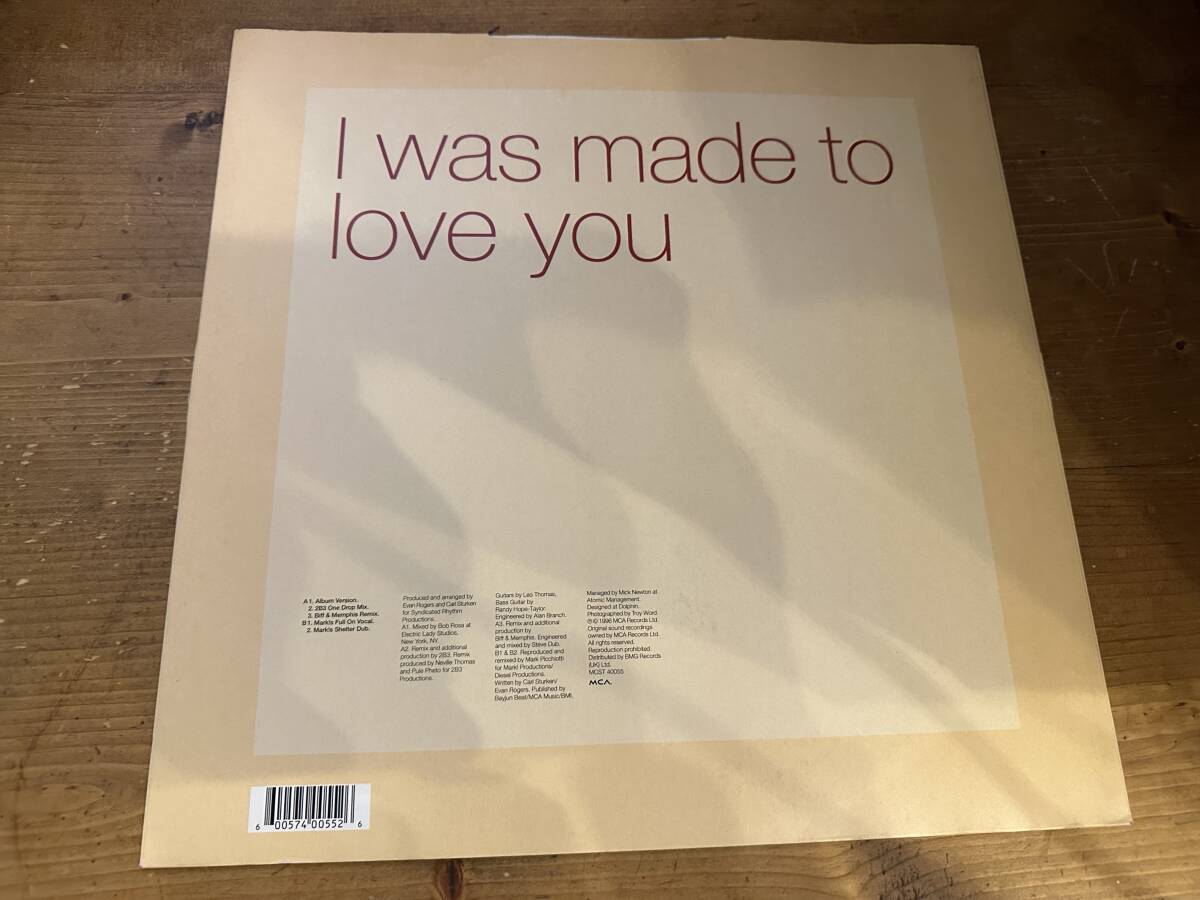 I was made to
love you
A1. Album Version.
2. 2B3 One Drop Mix.
3. Biff & Memphis Remix.
B1. Mark!s Full On Vocal.
2. Mark!s Shelter Dub.
Produced and arranged by
Evan Rogers and Carl Sturken
for Syndicated Rhythm
Productions.
A1. Mixed by Bob Rosa at
Electric Lady Studios,
New York, NY.
A2. Remix and additional
production by 2B3. Remix
produced by Neville Thomas
and Pule Pheto for 2B3
Productions.
Guitars by Leo Thomas,
Bass Guitar by
Randy Hope-Taylor.
Engineered by Alan Branch.
A3. Remix and additional
production by
Biff & Memphis. Engineered
and mixed by Steve Dub.
B1 & B2. Reproduced and
remixed by Mark Picchiotti
for Mark! Productions/
Diesel Productions.
Written by Carl Sturken/
Evan Rogers. Published by
Bayjun Beat/MCA Music/BMI.
Managed by Mick Newton at
Atomic Management.
Designed at Dolphin.
Photographed by Troy Word.
℗© 1996 MCA Records Ltd.
Original sound recordings
owned by MCA Records Ltd.
All rights reserved.
Reproduction prohibited.
Distributed by BMG Records
(UK) Ltd.
MCST 40055
MCA.
6 00574 00552 6